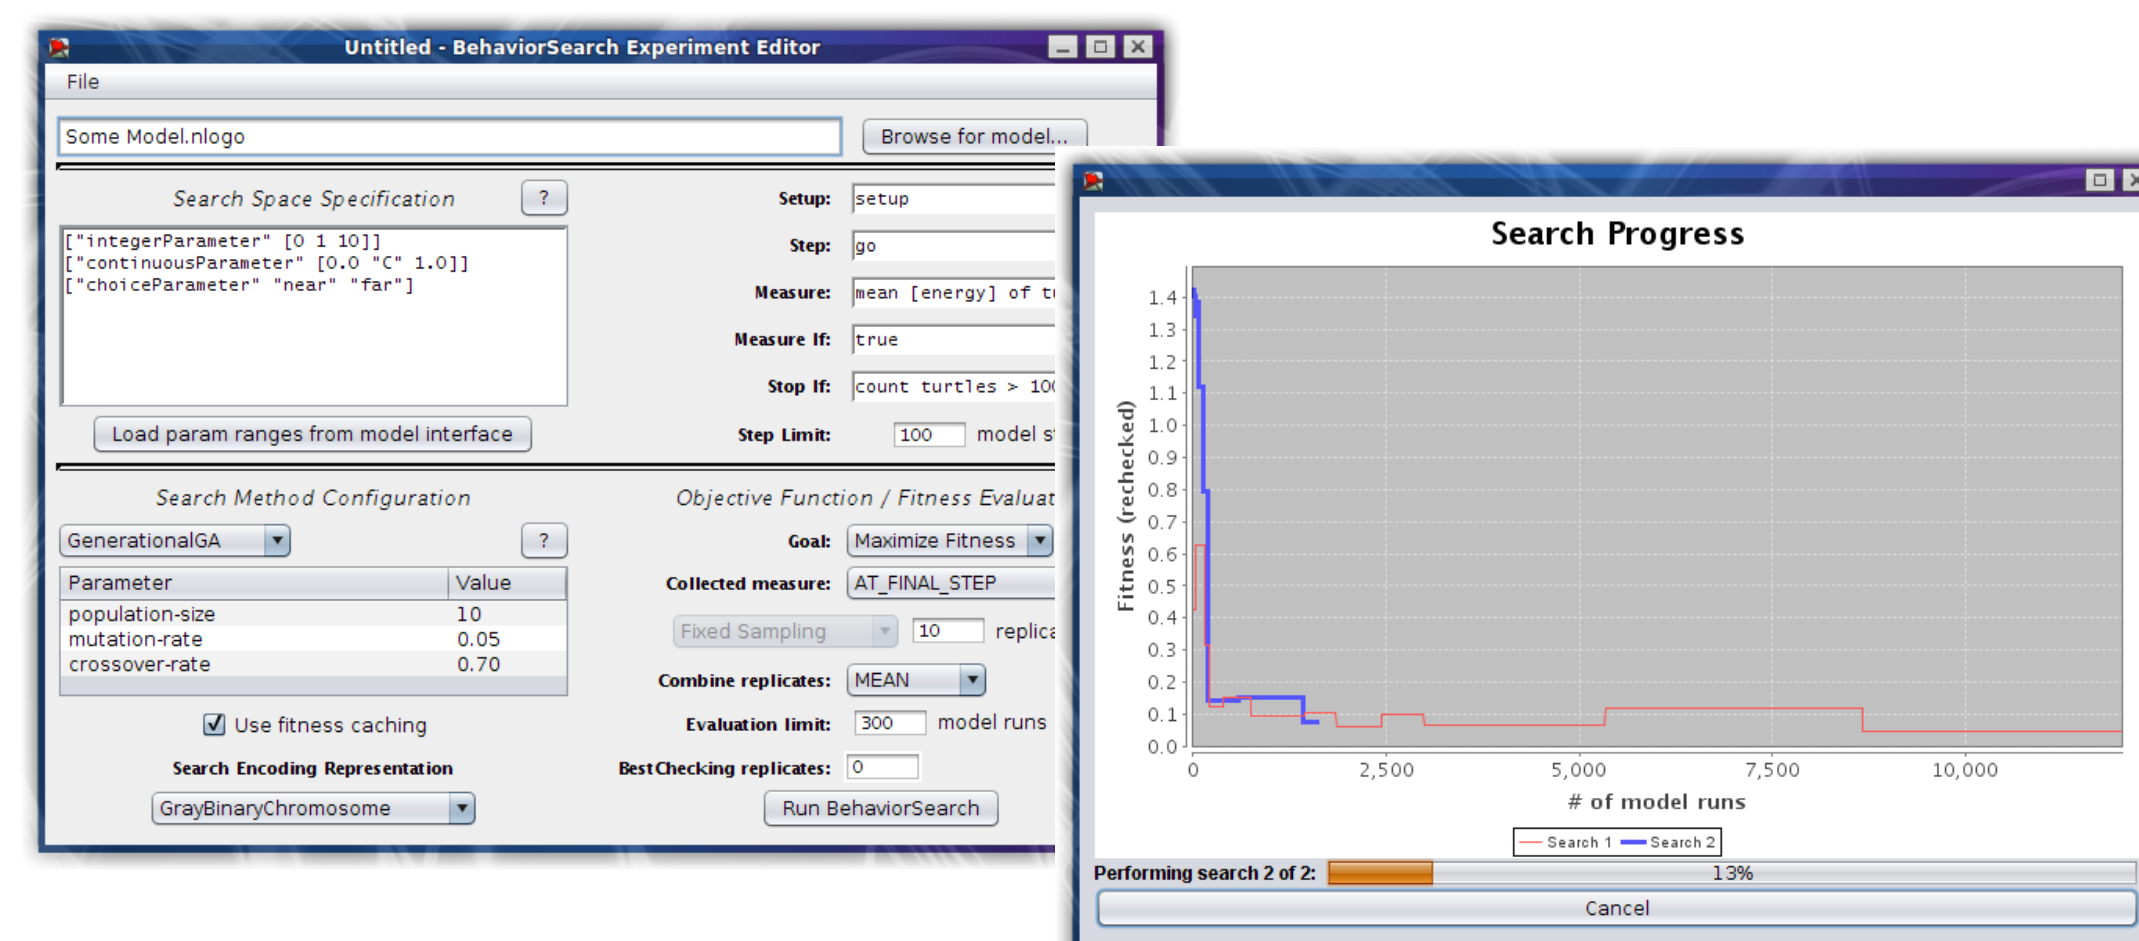 Untitled - BehaviorSearch Experiment Editor
File
Some Model.nlogo
Browse for model...
Search Space Specification
?
["integerParameter" [0 1 10]]
["continuousParameter" [0.0 "C" 1.0]]
["choiceParameter" "near" "far"]
Load param ranges from model interface
Setup: setup
Step: go
Measure: mean [energy] of
Measure If: true
Stop If: count turtles >
Step Limit: 100 model
Search Method Configuration
GenerationalGA
?
Parameter Value
population-size 10
mutation-rate 0.05
crossover-rate 0.70
Use fitness caching
Search Encoding Representation
GrayBinaryChromosome
Objective Function / Fitness
Goal: Maximize Fitness
Collected measure: AT_FINAL_STEP
Fixed Sampling 10
Combine replicates: MEAN
Evaluation limit: 300 model runs
BestChecking replicates: 0
Run BehaviorSearch
Search Progress
Fitness (rechecked)
1.4
1.3
1.2
1.1
1.0
0.9
0.8
0.7
0.6
0.5
0.4
0.3
0.2
0.1
0.0
0 2,500 5,000 7,500 10,000
# of model runs
Search 1 Search 2
Performing search 2 of 2: 13%
Cancel